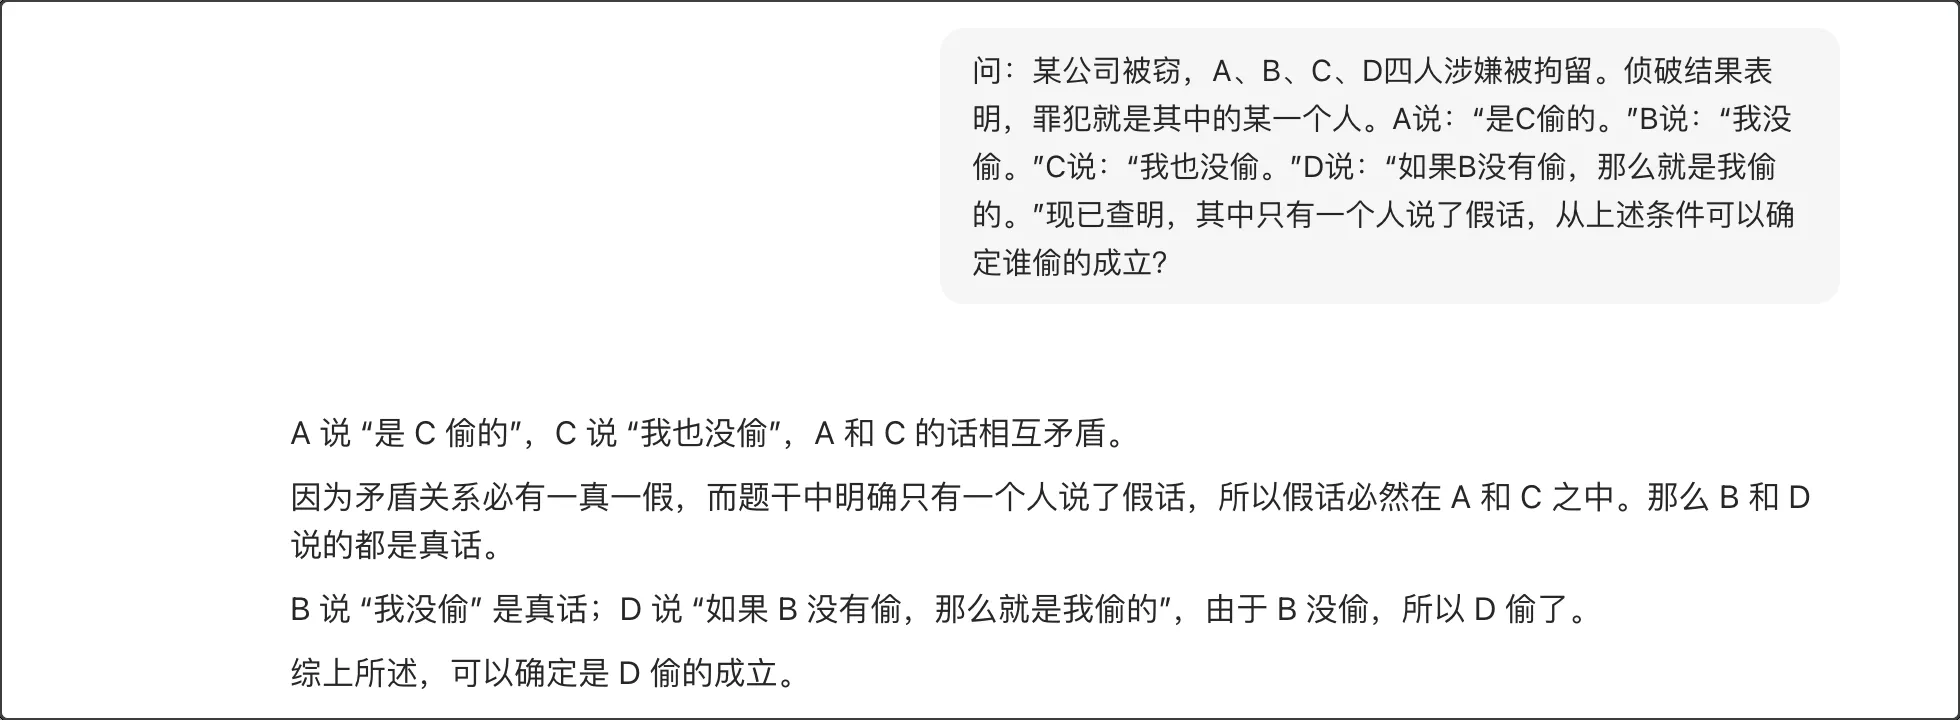 问：某公司被窃，A、B、C、D四人涉嫌被拘留。侦破结果表
明，罪犯就是其中的某一个人。A说：“是C偷的。”B说：“我没
偷。”C说：“我也没偷。”D说：“如果B没有偷，那么就是我偷
的。”现已查明，其中只有一个人说了假话，从上述条件可以确
定谁偷的成立？
A 说 “是 C 偷的”，C 说 “我也没偷”，A 和 C 的话相互矛盾。
因为矛盾关系必有一真一假，而题干中明确只有一个人说了假话，所以假话必然在 A 和 C 之中。那么 B 和 D
说的都是真话。
B 说 “我没偷” 是真话；D 说 “如果 B 没有偷，那么就是我偷的”，由于 B 没偷，所以 D 偷了。
综上所述，可以确定是 D 偷的成立。